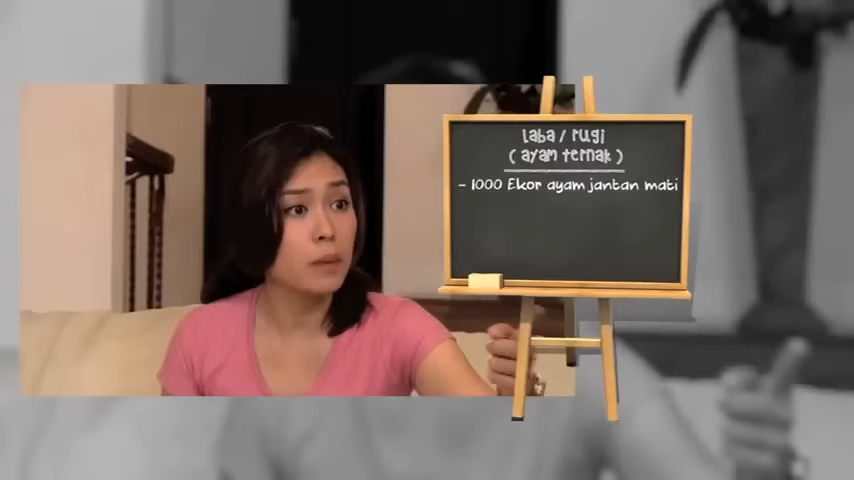 Laba / rugi
( ayam ternak )
- 1000 Ekor ayam jantan mati